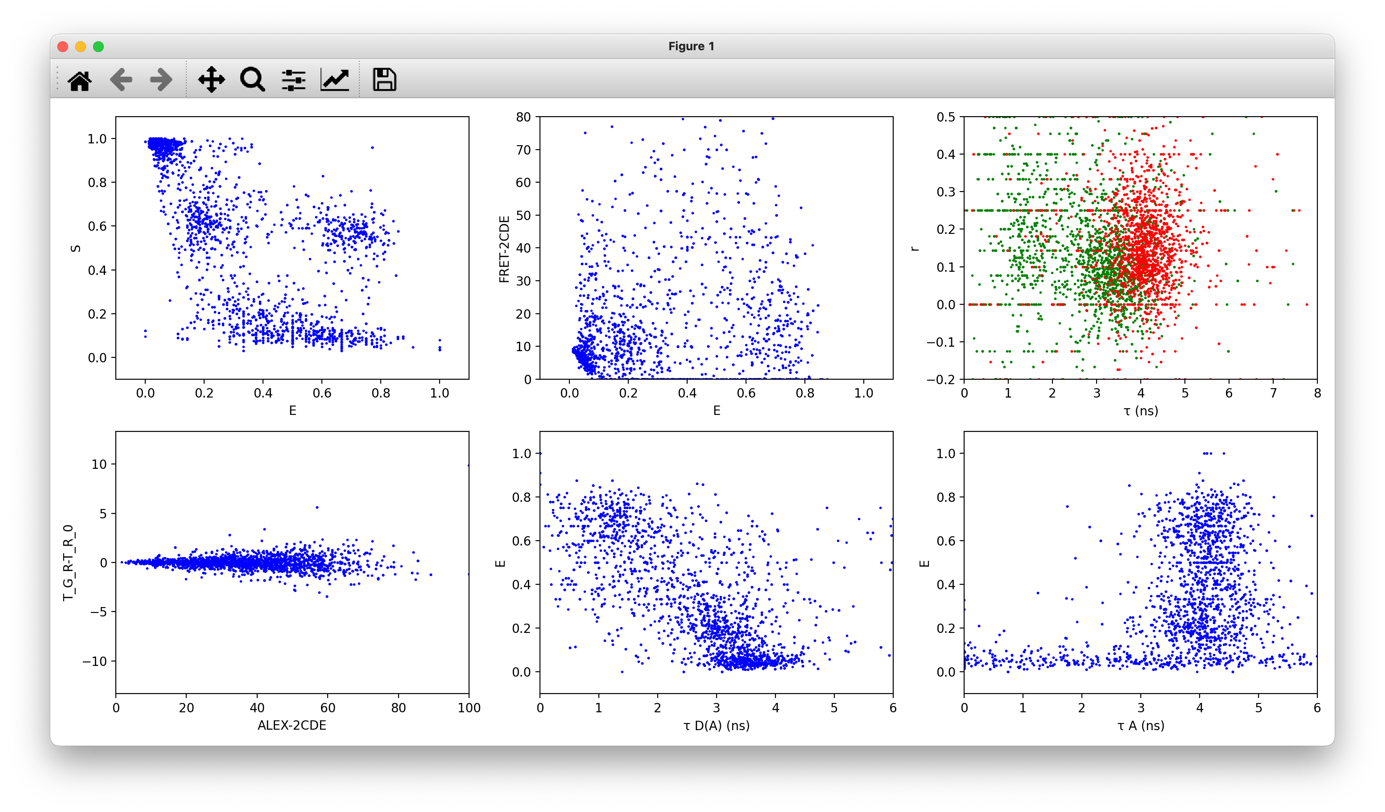 Figure 1
1.0
0.8
0.6
0.4
0.2
0.0
S
0.0 0.2 0.4 0.6 0.8 1.0
E
80
70
60
50
40
30
20
10
0
FRET-2CDE
0.0 0.2 0.4 0.6 0.8 1.0
E
0.5
0.4
0.3
0.2
0.1
0.0
−0.1
−0.2
r
0 1 2 3 4 5 6 7 8
τ (ns)
10
5
0
−5
−10
T_G_R-T_R_0
0 20 40 60 80 100
ALEX-2CDE
1.0
0.8
0.6
0.4
0.2
0.0
E
0 1 2 3 4 5 6
τ D(A) (ns)
1.0
0.8
0.6
0.4
0.2
0.0
E
0 1 2 3 4 5 6
τ A (ns)